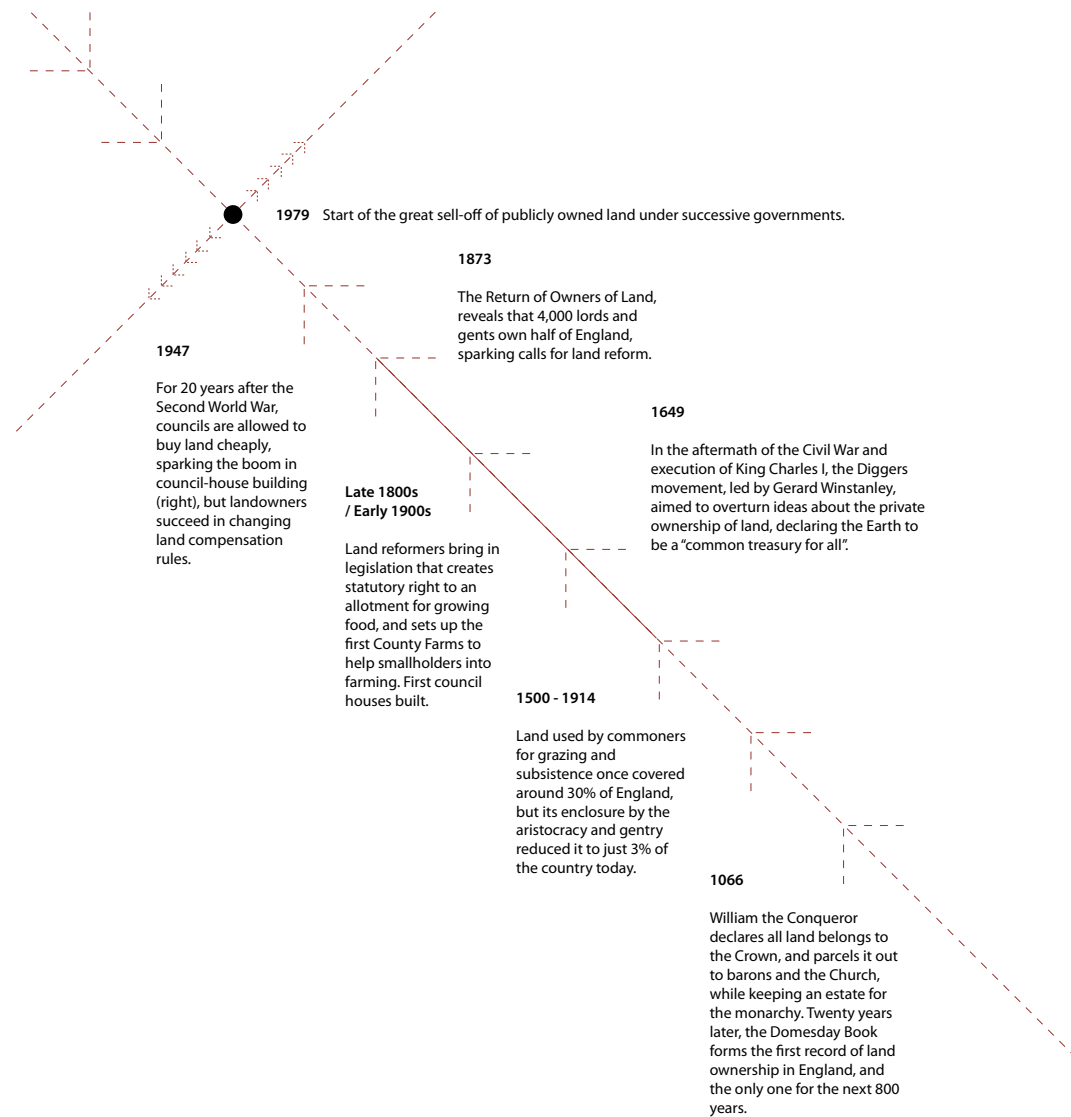 1979 Start of the great sell-off of publicly owned land under successive governments.
1873
The Return of Owners of Land,
reveals that 4,000 lords and
gents own half of England,
sparking calls for land reform.
1947
For 20 years after the
Second World War,
councils are allowed to
buy land cheaply,
sparking the boom in
council-house building
(right), but landowners
succeed in changing
land compensation
rules.
1649
In the aftermath of the Civil War and
execution of King Charles I, the Diggers
movement, led by Gerard Winstanley,
aimed to overturn ideas about the private
ownership of land, declaring the Earth to
be a “common treasury for all”.
Late 1800s
/ Early 1900s
Land reformers bring in
legislation that creates
statutory right to an
allotment for growing
food, and sets up the
first County Farms to
help smallholders into
farming. First council
houses built.
1500 - 1914
Land used by commoners
for grazing and
subsistence once covered
around 30% of England,
but its enclosure by the
aristocracy and gentry
reduced it to just 3% of
the country today.
1066
William the Conqueror
declares all land belongs to
the Crown, and parcels it out
to barons and the Church,
while keeping an estate for
the monarchy. Twenty years
later, the Domesday Book
forms the first record of land
ownership in England, and
the only one for the next 800
years.